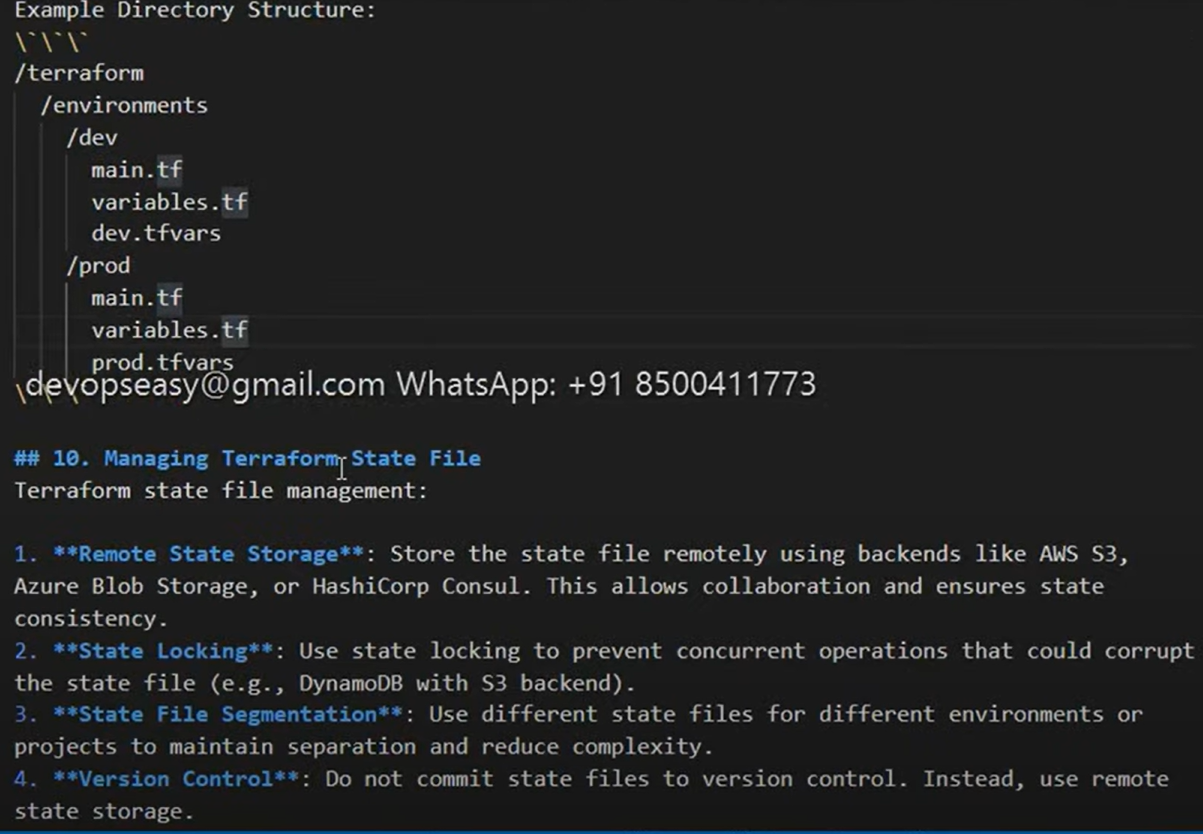 Example Directory Structure:
\`\`\`
/terraform
/environments
/dev
main.tf
variables.tf
dev.tfvars
/prod
main.tf
variables.tf
prod.tfvars
devopseasy@gmail.com WhatsApp: +91 8500411773
## 10. Managing Terraform State File
Terraform state file management:
1. **Remote State Storage**: Store the state file remotely using backends like AWS S3,
Azure Blob Storage, or HashiCorp Consul. This allows collaboration and ensures state
consistency.
2. **State Locking**: Use state locking to prevent concurrent operations that could corrupt
the state file (e.g., DynamoDB with S3 backend).
3. **State File Segmentation**: Use different state files for different environments or
projects to maintain separation and reduce complexity.
4. **Version Control**: Do not commit state files to version control. Instead, use remote
state storage.